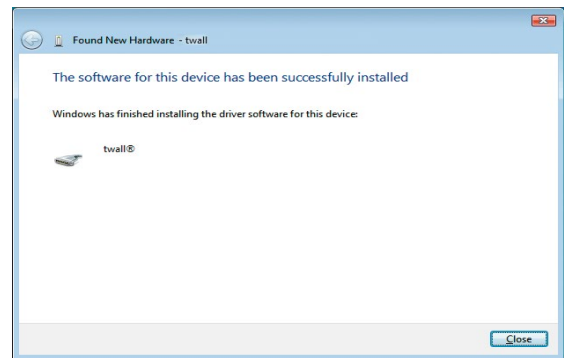 Found New Hardware - twall
The software for this device has been successfully installed
Windows has finished installing the driver software for this device:
twall®
Close